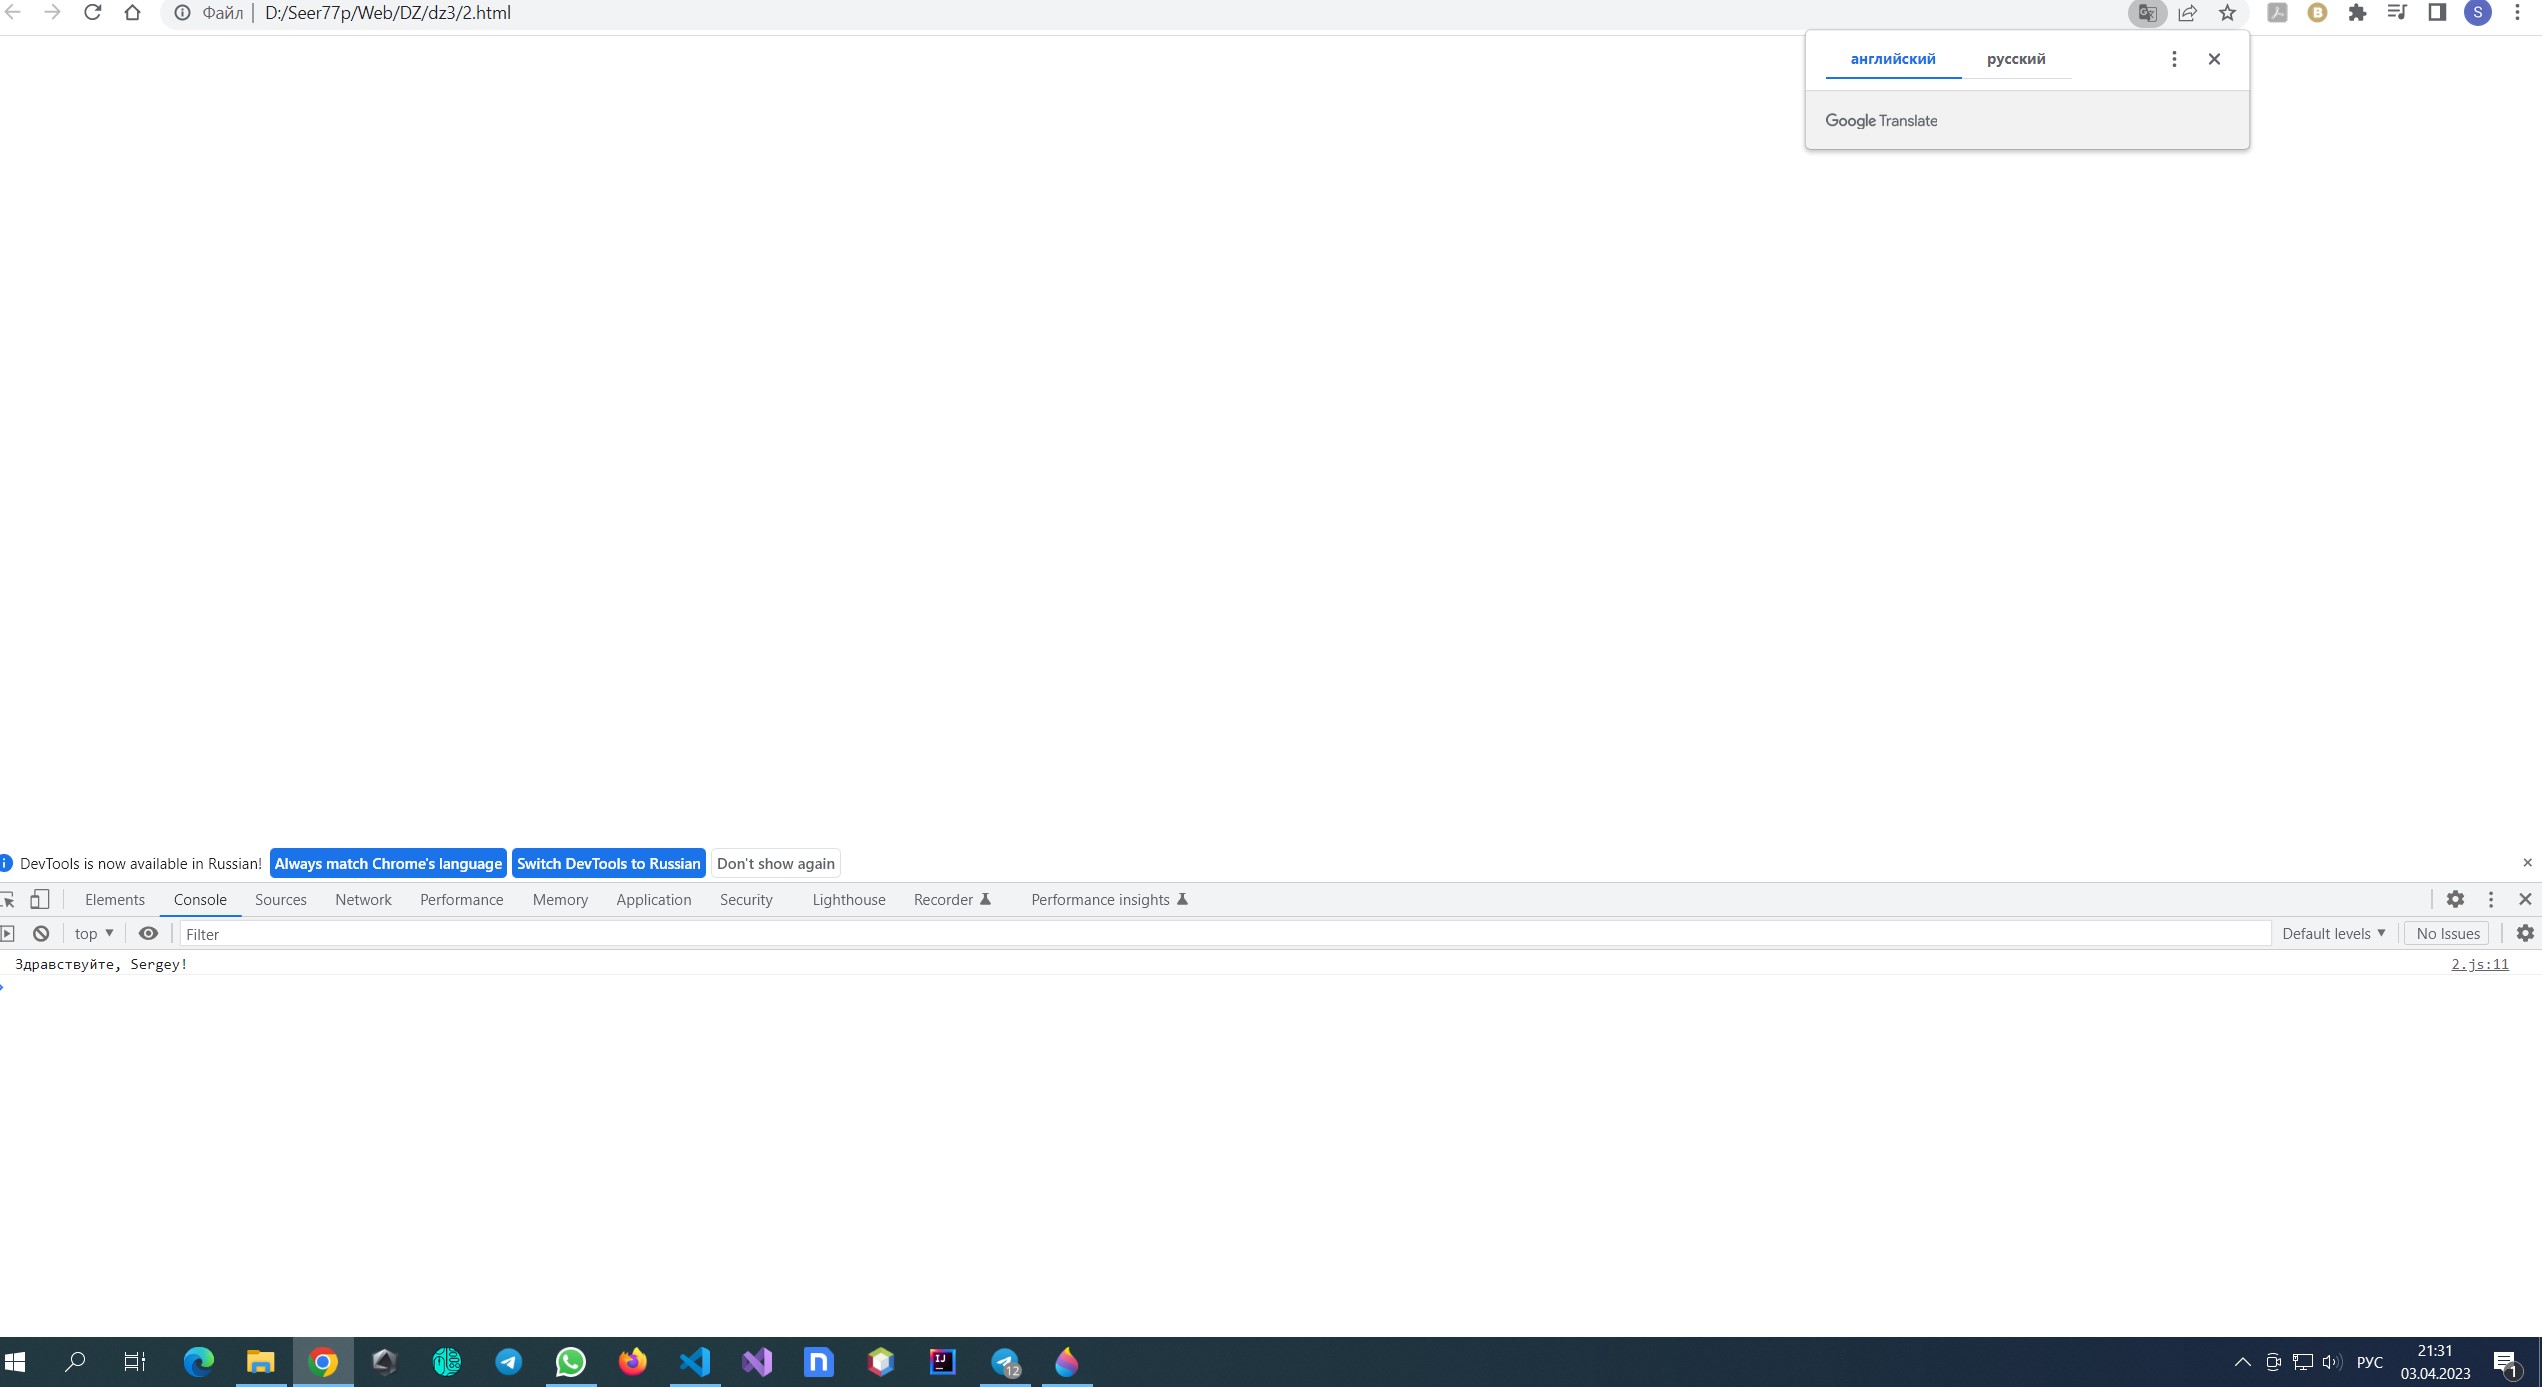 Файл | D:/Seer77p/Web/DZ/dz3/2.html
S
английский русский
Google Translate
DevTools is now available in Russian! Always match Chrome's language Switch DevTools to Russian Don't show again
Elements Console Sources Network Performance Memory Application Security Lighthouse Recorder Performance insights
top Filter Default levels No Issues
Здравствуйте, Sergey! 2.js:11
12
РУС
21:31
03.04.2023
1